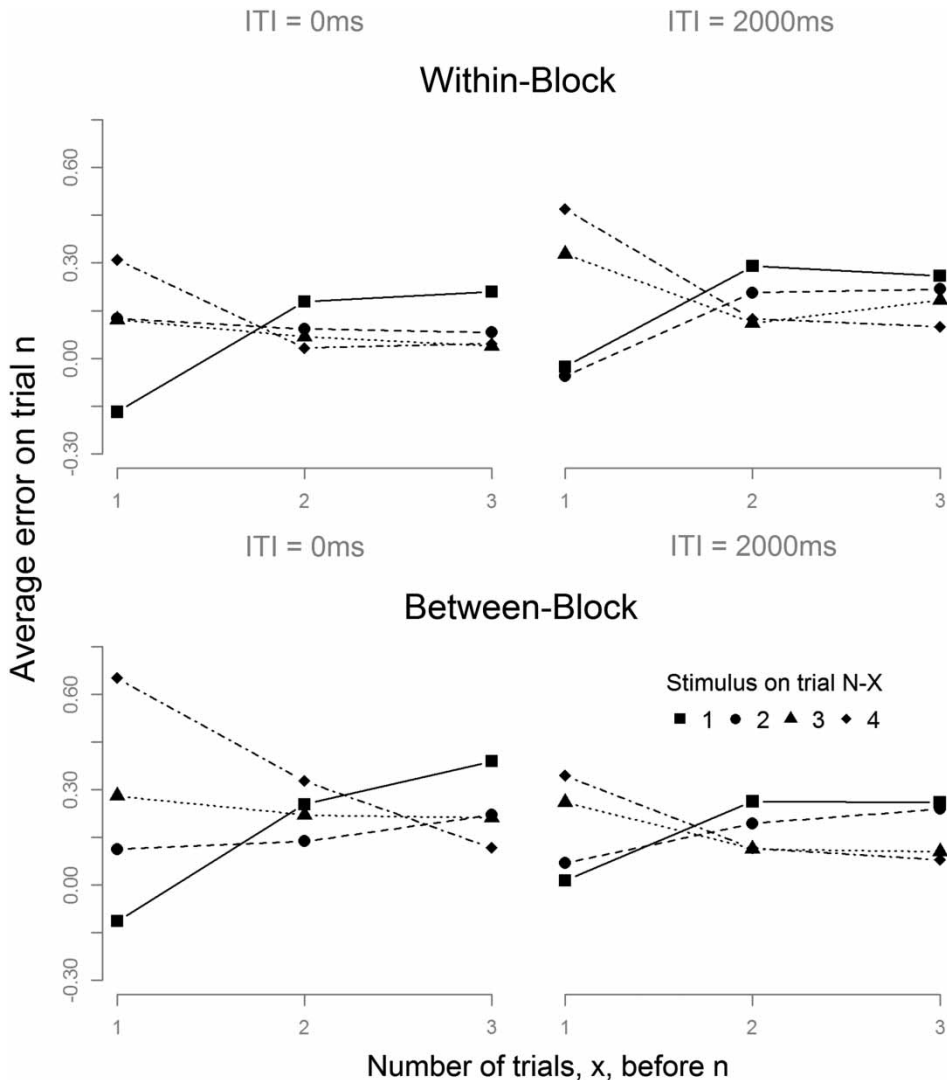 ITI = 0ms
ITI = 2000ms
Within-Block
Average error on trial n
0.60
0.30
0.00
-0.30
1
2
3
1
2
3
ITI = 0ms
ITI = 2000ms
Between-Block
0.60
0.30
0.00
-0.30
Stimulus on trial N-X
1 2 3 4
1
2
3
1
2
3
Number of trials, x, before n